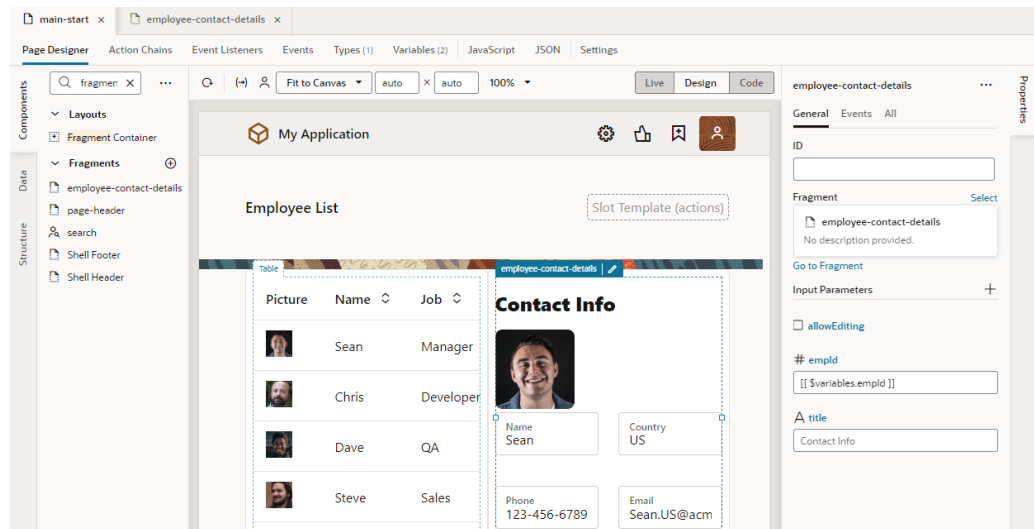 main-start ×
employee-contact-details ×
Page Designer Action Chains Event Listeners Events Types (1) Variables (2) JavaScript JSON Settings
Components
Data
Structure
fragmen X
Layouts
Fragment Container
Fragments
employee-contact-details
page-header
search
Shell Footer
Shell Header
Fit to Canvas auto × auto 100% Live Design Code
My Application
Employee List
Slot Template (actions)
Table
Picture Name Job
Sean Manager
Chris Developer
Dave QA
Steve Sales
employee-contact-details
Contact Info
Name
Sean
Country
US
Phone
123-456-6789
Email
Sean.US@acm
employee-contact-details
General Events All
ID
Fragment Select
employee-contact-details
No description provided.
Go to Fragment
Input Parameters
allowEditing
# empId
[[ $variables.empId ]]
A title
Contact Info
Properties